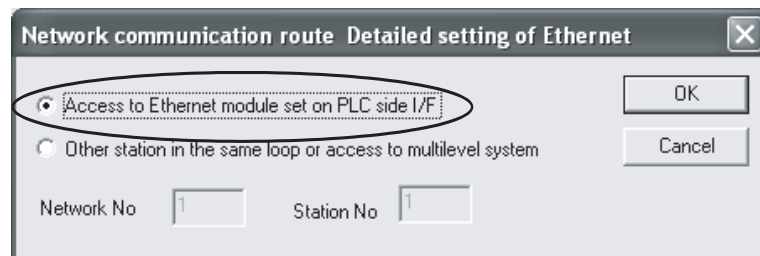 Network communication route Detailed setting of Ethernet
Access to Ethernet module set on PLC side I/F
OK
Other station in the same loop or access to multilevel system
Cancel
Network No 1 Station No 1